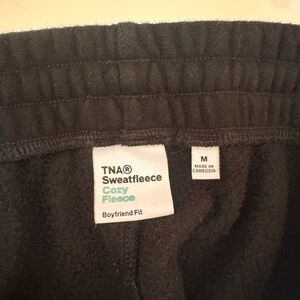 TNA®
Sweatfleece
Cozy
Fleece
Boyfriend Fit
M
MADE IN
CAMBODIA